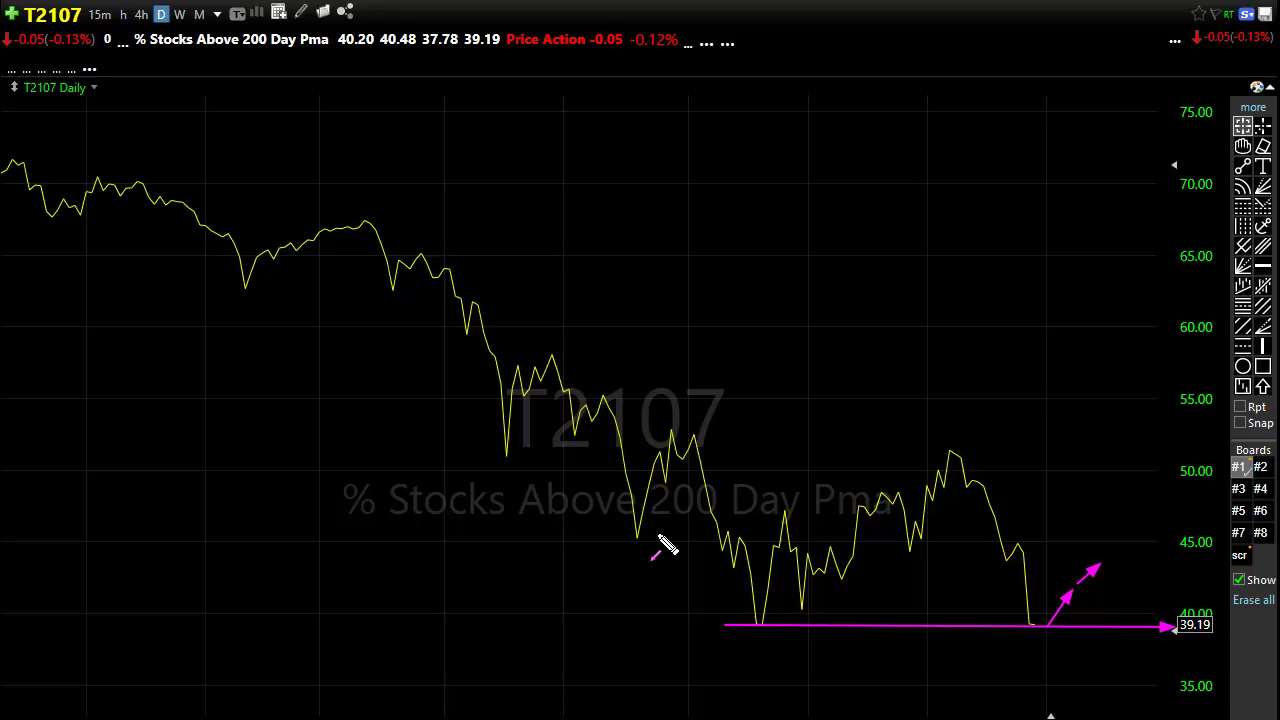 T2107 15m h 4h D W M T RT S
-0.05(-0.13%) 0 ... % Stocks Above 200 Day Pma 40.20 40.48 37.78 39.19 Price Action -0.05 -0.12% ... ... ... ... -0.05(-0.13%)
... ... ... ... ... ...
T2107 Daily
more
75.00
T
70.00
65.00
60.00
55.00
50.00
45.00
40.00
39.19
35.00
T2107
% Stocks Above 200 Day Pma
Rpt
Snap
Boards
#1 #2
#3 #4
#5 #6
#7 #8
scr
Show
Erase all